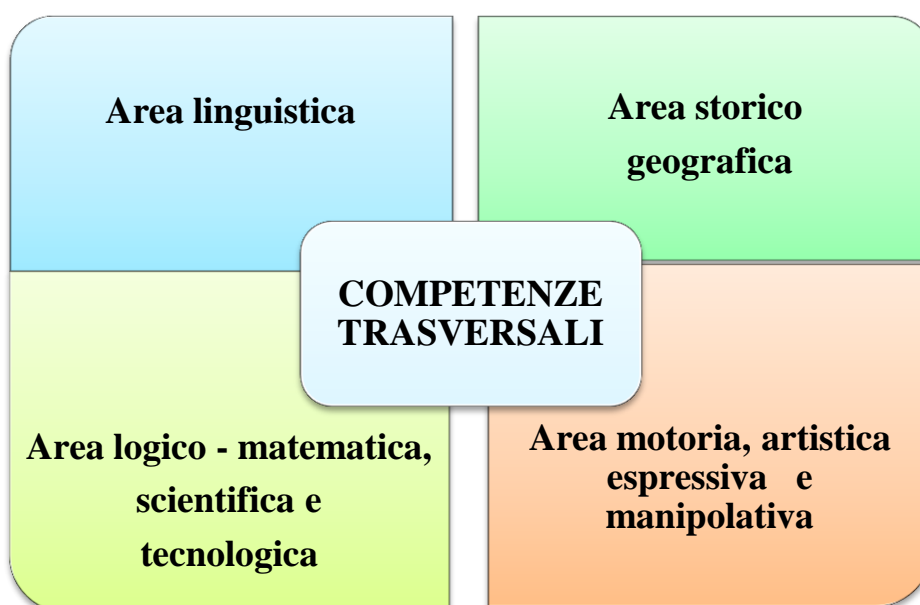 Area linguistica
Area storico
geografica
COMPETENZE
TRASVERSALI
Area logico - matematica,
scientifica e
tecnologica
Area motoria, artistica
espressiva e
manipolativa